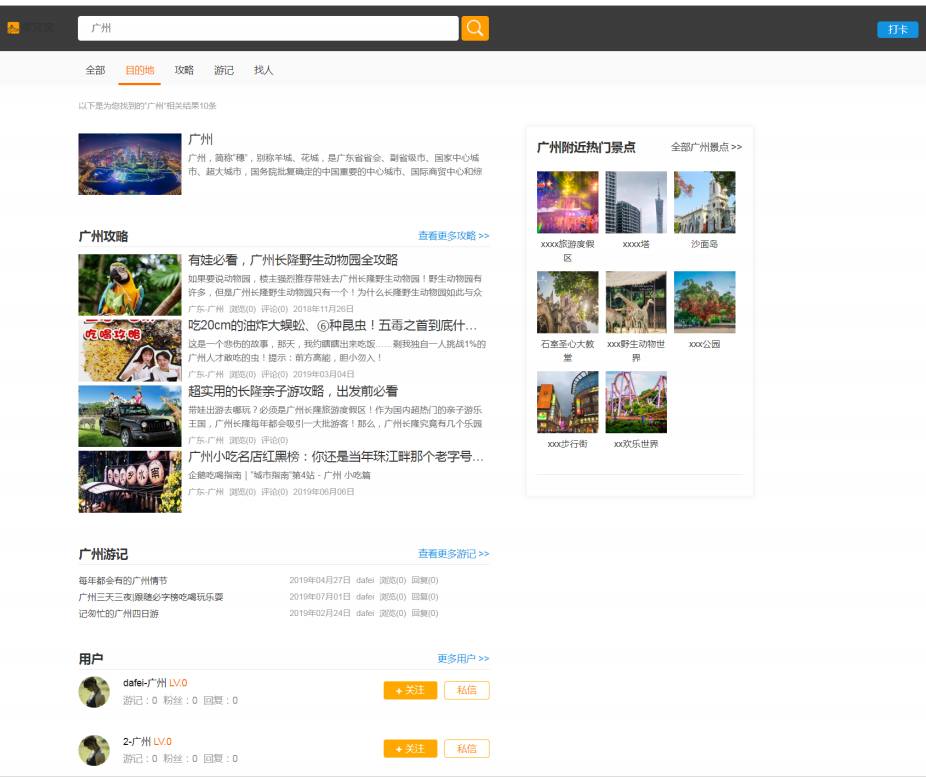 广州
打卡
全部 目的地 攻略 游记 找人
以下是为您找到的"广州"相关结果10条
广州
广州，简称"穗"，别称羊城、花城，是广东省省会、副省级市、国家中心城
市、超大城市，国务院批复确定的中国重要的中心城市、国际商贸中心和综
广州攻略 查看更多攻略 >>
有娃必看，广州长隆野生动物园全攻略
如果要说动物园，楼主强烈推荐带娃去广州长隆野生动物园！野生动物园有
许多，但是广州长隆野生动物园只有一个！为什么长隆野生动物园如此与众
广东-广州 浏览(0) 评论(0) 2018年11月26日
吃喝攻略
吃20cm的油炸大蜈蚣、⑥种昆虫！五毒之首到底什…
这是一个悲伤的故事，那天，我约瞎瞎出来吃饭……剩我独自一人挑战1%的
广州人才敢吃的虫！提示：前方高能，胆小勿入！
广东-广州 浏览(0) 评论(0) 2019年03月04日
超实用的长隆亲子游攻略，出发前必看
带娃出游去哪玩？必须是广州长隆旅游度假区！作为国内超热门的亲子游乐
王国，广州长隆每年都会吸引一大批游客！那么，广州长隆究竟有几个乐园
广东-广州 浏览(0) 评论(0)
广州小吃名店红黑榜：你还是当年珠江畔那个老字号…
企鹅吃喝指南 | "城市指南"第4站 - 广州 小吃篇
广东-广州 浏览(0) 评论(0) 2019年06月06日
广州游记 查看更多游记 >>
每年都会有的广州情节 2019年04月27日 dafei 浏览(0) 回复(0)
广州三天三夜|跟随必字榜吃喝玩乐耍 2019年07月01日 dafei 浏览(0) 回复(0)
记匆忙的广州四日游 2019年02月24日 dafei 浏览(0) 回复(0)
用户 更多用户 >>
dafei-广州 LV.0
游记：0 粉丝：0 回复：0
+ 关注 私信
2-广州 LV.0
游记：0 粉丝：0 回复：0
+ 关注 私信
广州附近热门景点 全部广州景点 >>
xxxx旅游度假
区
xxxx塔
沙面岛
石室圣心大教
堂
xxx野生动物世
界
xxx公园
xxx步行街
xx欢乐世界